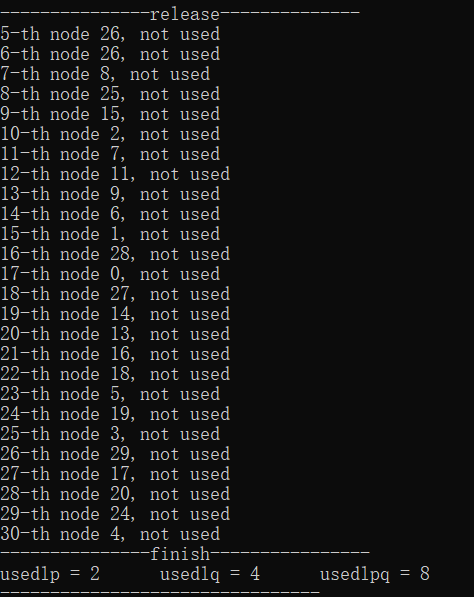 ---------------release--------------
5-th node 26, not used
6-th node 26, not used
7-th node 8, not used
8-th node 25, not used
9-th node 15, not used
10-th node 2, not used
11-th node 7, not used
12-th node 11, not used
13-th node 9, not used
14-th node 6, not used
15-th node 1, not used
16-th node 28, not used
17-th node 0, not used
18-th node 27, not used
19-th node 14, not used
20-th node 13, not used
21-th node 16, not used
22-th node 18, not used
23-th node 5, not used
24-th node 19, not used
25-th node 3, not used
26-th node 29, not used
27-th node 17, not used
28-th node 20, not used
29-th node 24, not used
30-th node 4, not used
---------------finish----------------
usedlp = 2      usedlq = 4      usedlpq = 8
--------------------------------